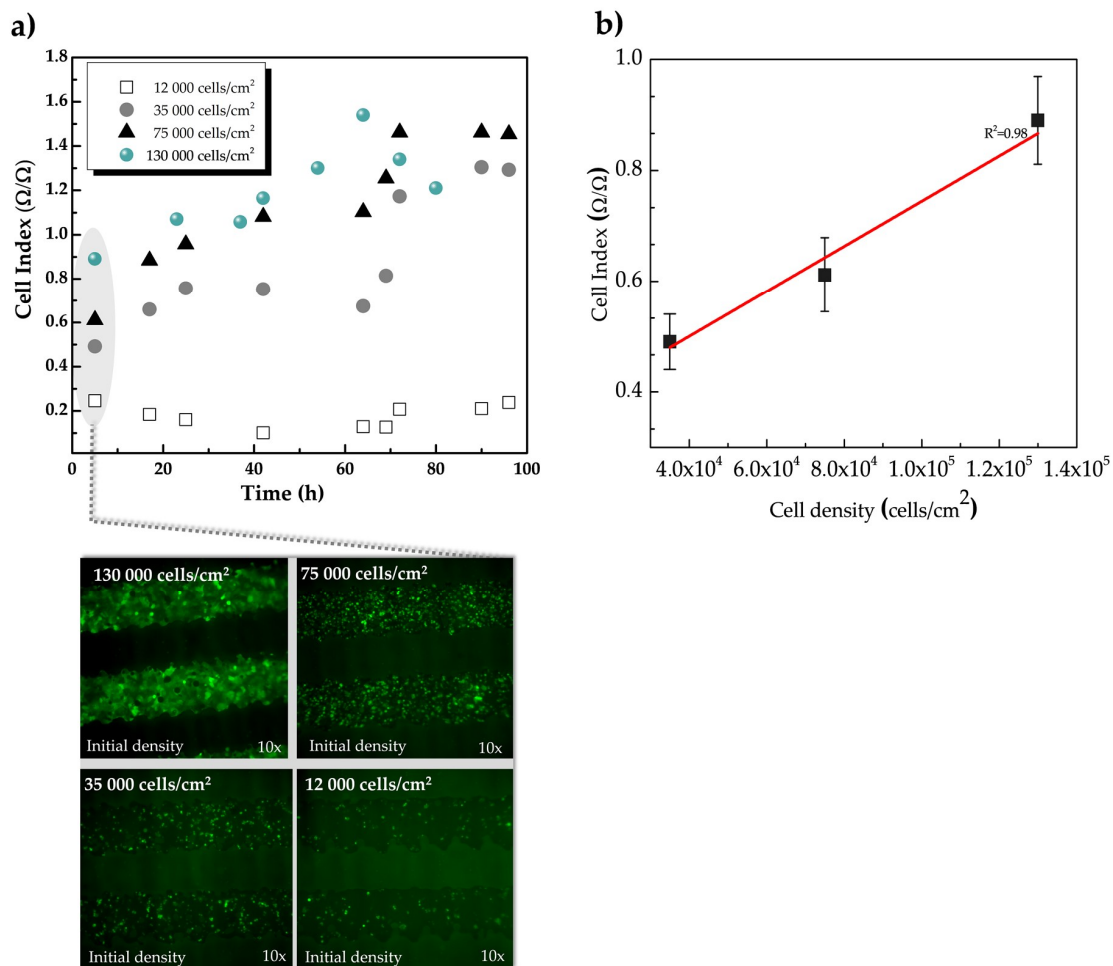 a)
1.8
1.6
1.4
1.2
1.0
0.8
0.6
0.4
0.2
0 20 40 60 80 100
Cell Index (Ω/Ω)
Time (h)
12 000 cells/cm²
35 000 cells/cm²
75 000 cells/cm²
130 000 cells/cm²
b)
1.0
0.8
0.6
0.4
4.0x10⁴ 6.0x10⁴ 8.0x10⁴ 1.0x10⁵ 1.2x10⁵ 1.4x10⁵
Cell Index (Ω/Ω)
Cell density (cells/cm²)
R²=0.98
130 000 cells/cm²
Initial density 10x
75 000 cells/cm²
Initial density 10x
35 000 cells/cm²
Initial density 10x
12 000 cells/cm²
Initial density 10x